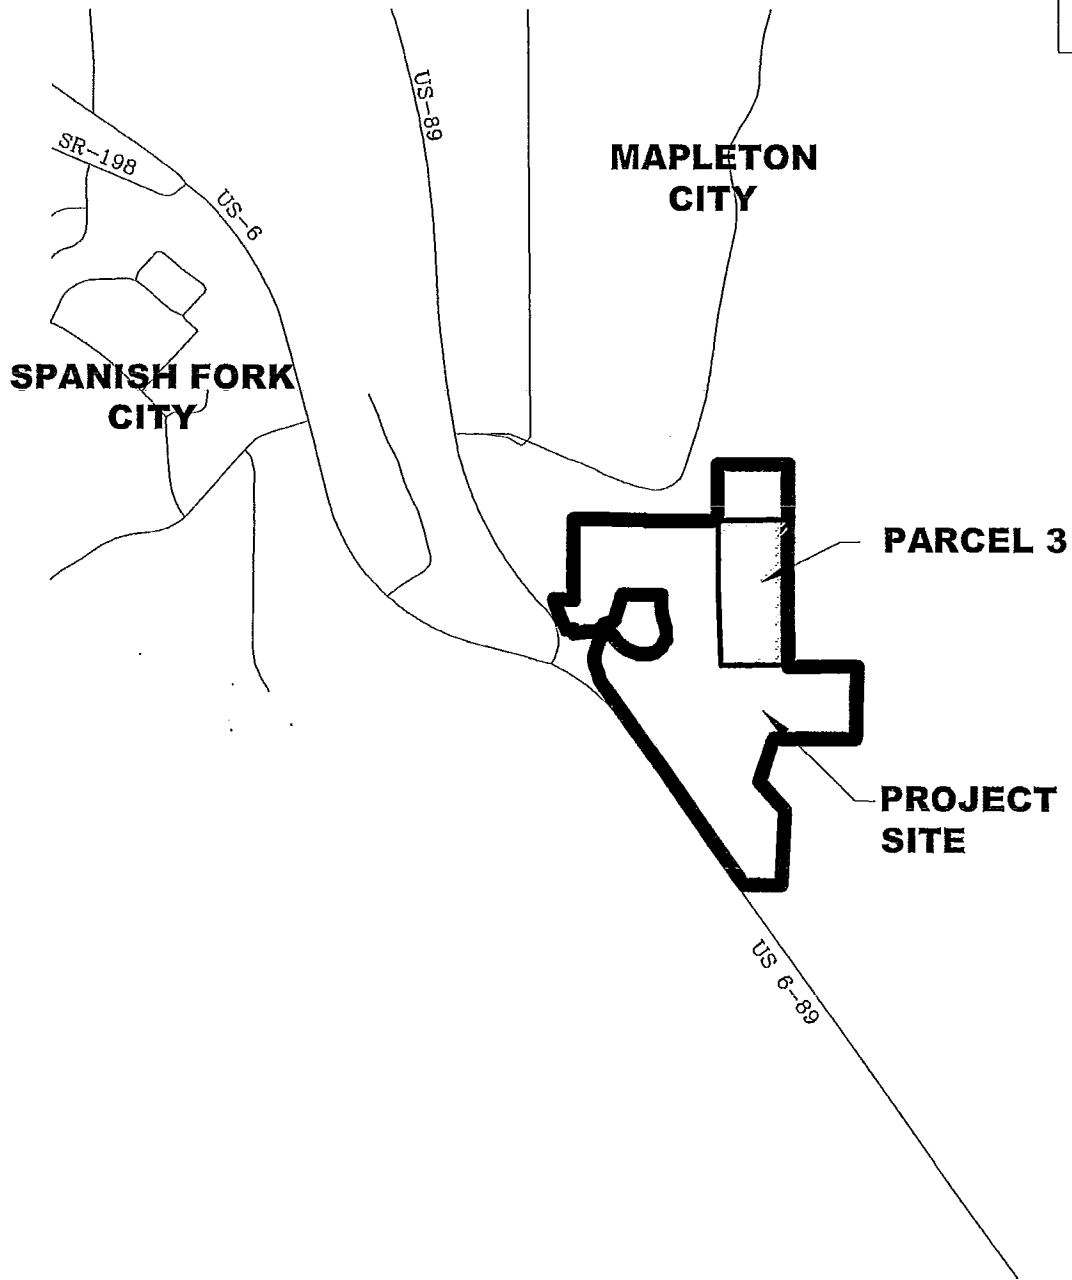 US-89
SR-198
MAPLETON
CITY
US-6
SPANISH FORK
CITY
PARCEL 3
PROJECT
SITE
US 6-89